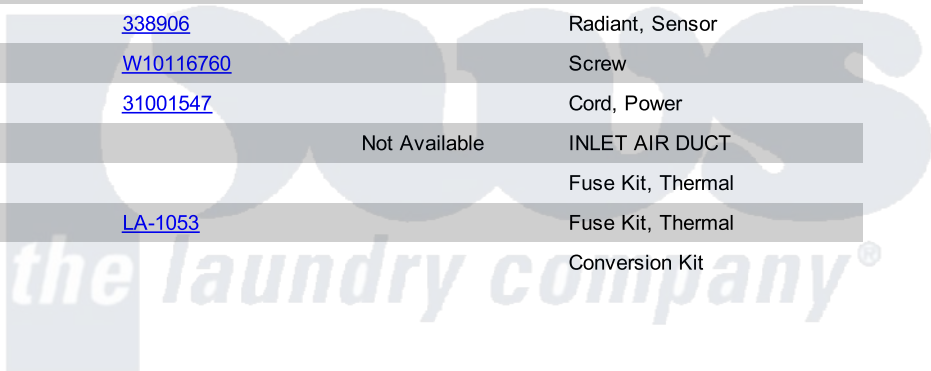 338906 Radiant, Sensor
W10116760 Screw
31001547 Cord, Power
Not Available INLET AIR DUCT
Fuse Kit, Thermal
LA-1053 Fuse Kit, Thermal
Conversion Kit
the laundry company®